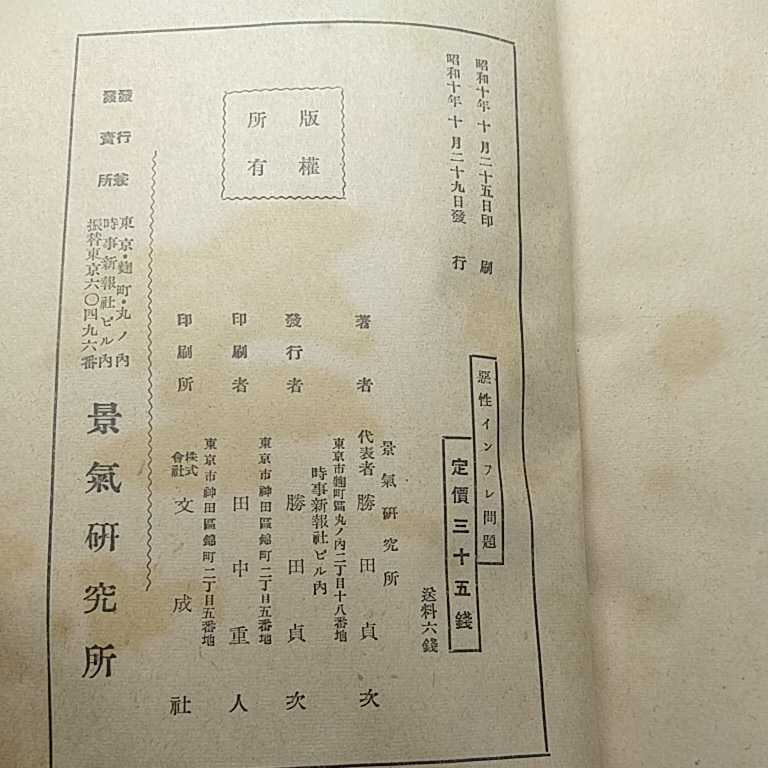 昭和十年十月二十五日印刷
昭和十年十月二十九日發行
惡性インフレ問題
定價三十五錢
送料六錢
版權
所有
景氣硏究所
著者 代表者 勝田貞次
東京市麹町區丸ノ內二丁目十八番地
時事新報社ビル內
發行者 勝田貞次
東京市神田區錦町二丁目五番地
印刷者 田中重人
東京市神田區錦町二丁目五番地
印刷所 株式會社 文成社
發行兼
發賣所
東京・麹町・丸ノ內
時事新報社ビル內
振替東京六〇四九六番
景氣硏究所